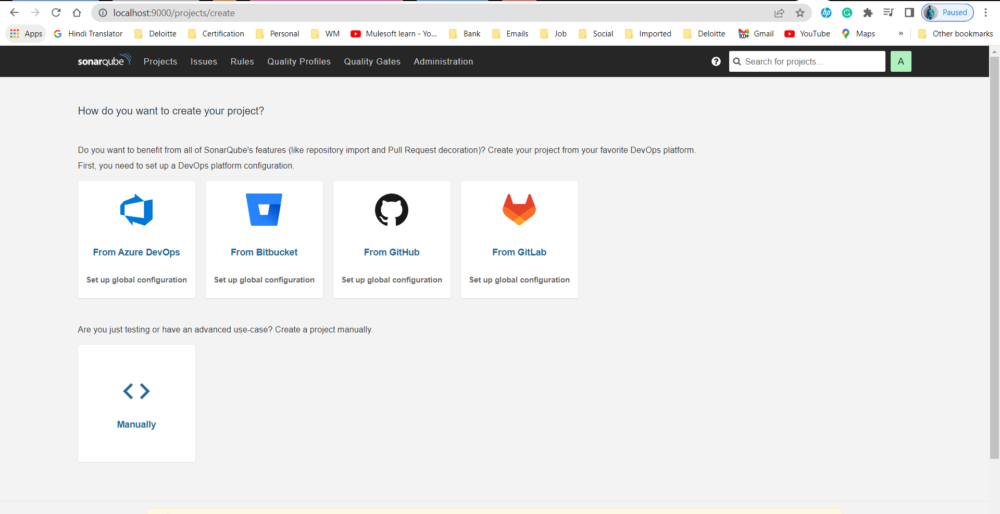 localhost:9000/projects/create
Paused
Apps Hindi Translator Deloitte Certification Personal WM Mulesoft learn - Yo... Bank Emails Job Social Imported Deloitte 100+ Gmail YouTube Maps » Other bookmarks
sonarqube Projects Issues Rules Quality Profiles Quality Gates Administration ? Search for projects... A
How do you want to create your project?
Do you want to benefit from all of SonarQube's features (like repository import and Pull Request decoration)? Create your project from your favorite DevOps platform.
First, you need to set up a DevOps platform configuration.
From Azure DevOps From Bitbucket From GitHub From GitLab
Set up global configuration Set up global configuration Set up global configuration Set up global configuration
Are you just testing or have an advanced use-case? Create a project manually.
Manually